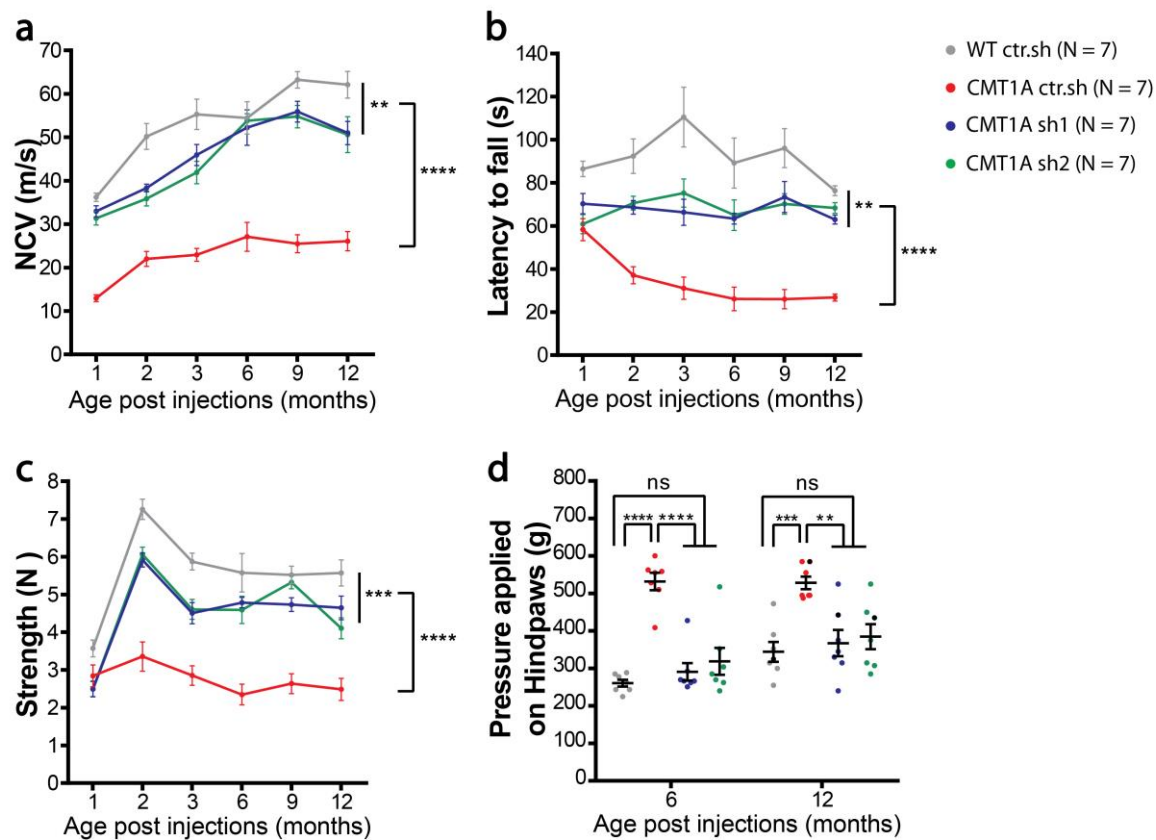 a
70
60
50
40
30
20
10
0
NCV (m/s)
**
****
1 2 3 6 9 12
Age post injections (months)
b
140
120
100
80
60
40
20
0
Latency to fall (s)
**
****
1 2 3 6 9 12
Age post injections (months)
WT ctr.sh (N = 7)
CMT1A ctr.sh (N = 7)
CMT1A sh1 (N = 7)
CMT1A sh2 (N = 7)
c
8
7
6
5
4
3
2
1
0
Strength (N )
***
****
1 2 3 6 9 12
Age post injections (months)
d
800
700
600
500
400
300
200
100
0
Pressure applied
on Hindpaws (g)
ns ns
**** **** *** **
6 12
Age post injections (months)